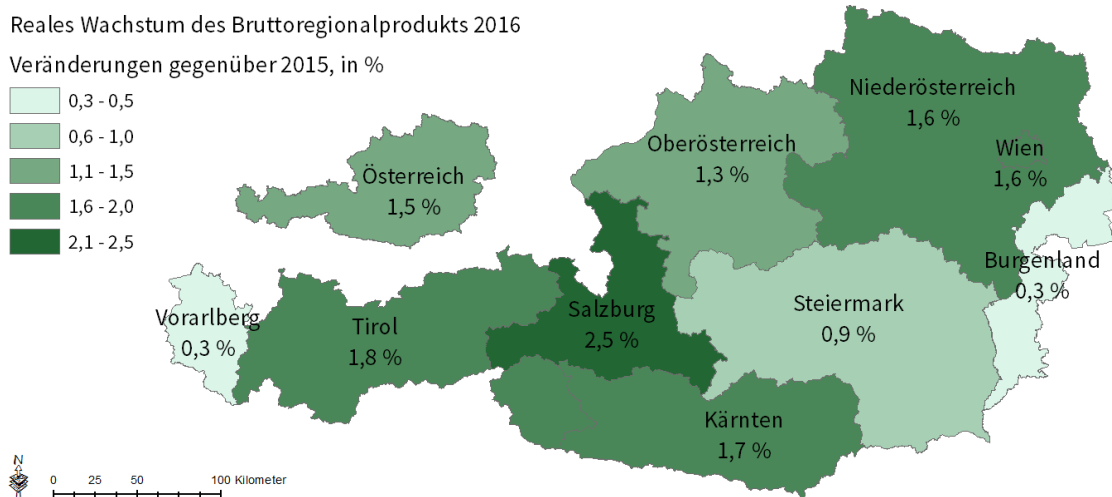 Reales Wachstum des Bruttoregionalprodukts 2016
Veränderungen gegenüber 2015, in %
0,3 - 0,5
0,6 - 1,0
1,1 - 1,5
1,6 - 2,0
2,1 - 2,5
Österreich
1,5 %
Niederösterreich
1,6 %
Oberösterreich
1,3 %
Wien
1,6 %
Burgenland
0,3 %
Vorarlberg
0,3 %
Tirol
1,8 %
Salzburg
2,5 %
Steiermark
0,9 %
Kärnten
1,7 %
N
0 25 50 100 Kilometer